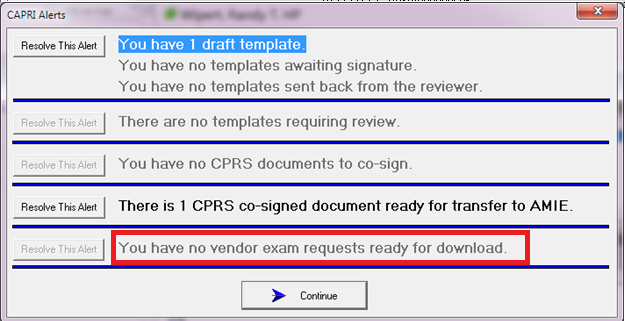 CAPRI Alerts
Resolve This Alert
You have 1 draft template.
You have no templates awaiting signature.
You have no templates sent back from the reviewer.
Resolve This Alert
There are no templates requiring review.
Resolve This Alert
You have no CPRS documents to co-sign.
Resolve This Alert
There is 1 CPRS co-signed document ready for transfer to AMIE.
Resolve This Alert
You have no vendor exam requests ready for download.
Continue